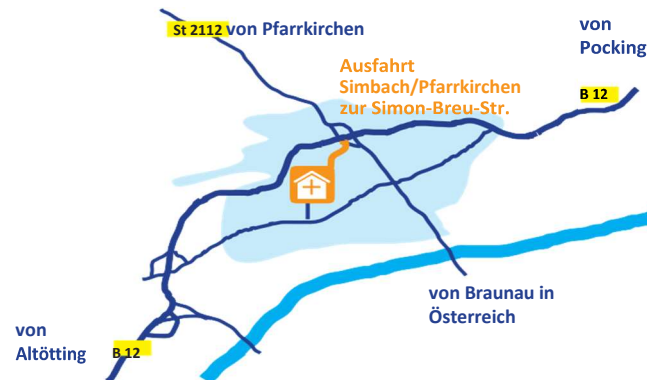 St 2112 von Pfarrkirchen
von
Pocking
B 12
Ausfahrt
Simbach/Pfarrkirchen
zur Simon-Breu-Str.
von Braunau in
Österreich
von
Altötting
B 12